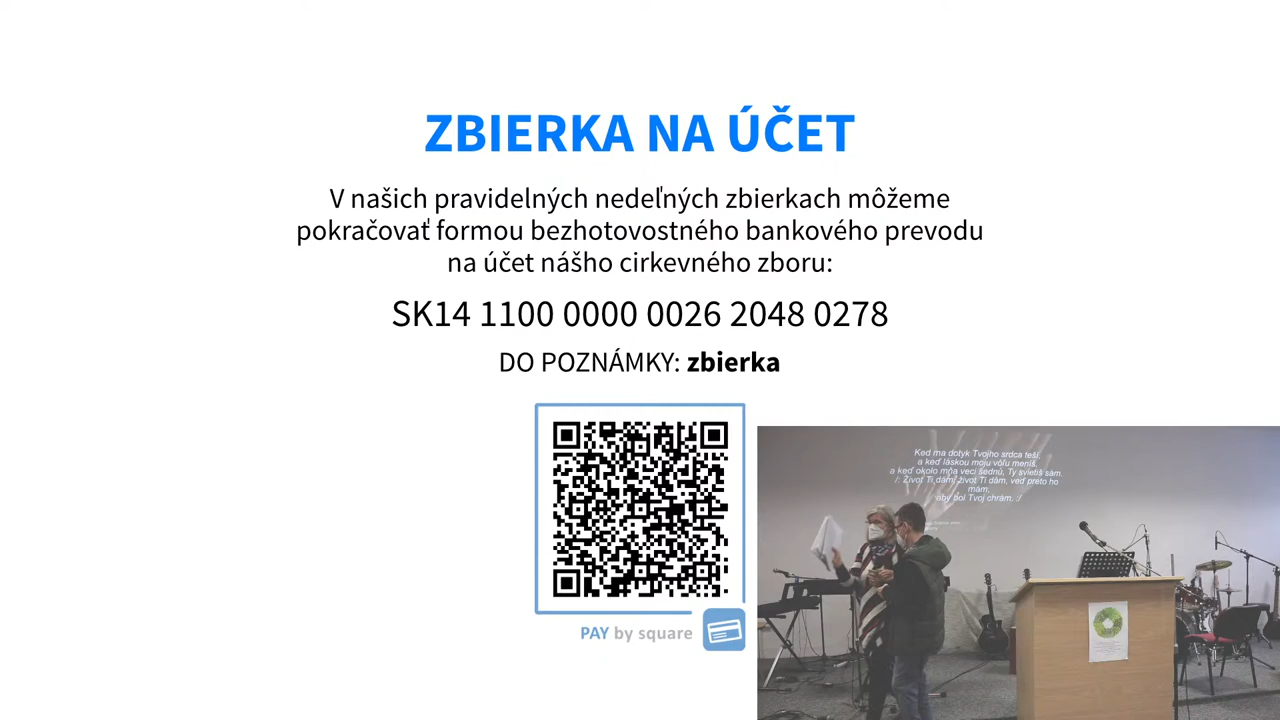 ZBIERKA NA ÚČET
V našich pravidelných nedeľných zbierkach môžeme
pokračovať formou bezhotovostného bankového prevodu
na účet nášho cirkevného zboru:
SK14 1100 0000 0026 2048 0278
DO POZNÁMKY: zbierka
PAY by square
Keď ma dotyk Tvojho srdca teší,
a keď láskou moju vôľu meníš,
a keď okolo mňa veci šednú, Ty svietiš sám.
/: Život Ti dám, život Ti dám, veď preto ho
mám,
aby bol Tvoj chrám. :/